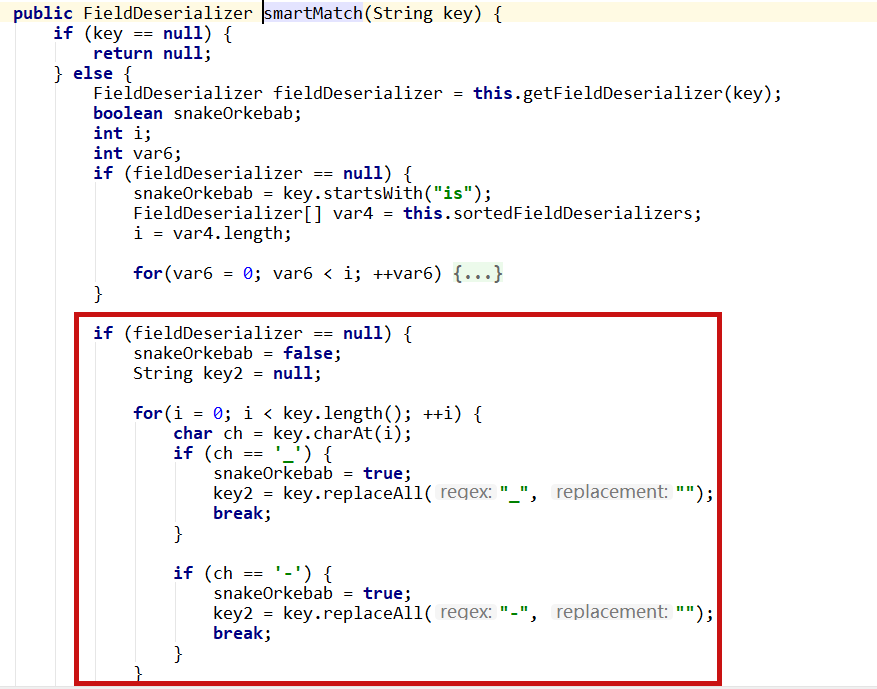 public FieldDeserializer smartMatch(String key) {
if (key == null) {
return null;
} else {
FieldDeserializer fieldDeserializer = this.getFieldDeserializer(key);
boolean snakeOrkebab;
int i;
int var6;
if (fieldDeserializer == null) {
snakeOrkebab = key.startsWith("is");
FieldDeserializer[] var4 = this.sortedFieldDeserializers;
i = var4.length;
for(var6 = 0; var6 < i; ++var6) {...}
}
if (fieldDeserializer == null) {
snakeOrkebab = false;
String key2 = null;
for(i = 0; i < key.length(); ++i) {
char ch = key.charAt(i);
if (ch == '_') {
snakeOrkebab = true;
key2 = key.replaceAll( regex: "_", replacement: "");
break;
}
if (ch == '-') {
snakeOrkebab = true;
key2 = key.replaceAll( regex: "-", replacement: "");
break;
}
}